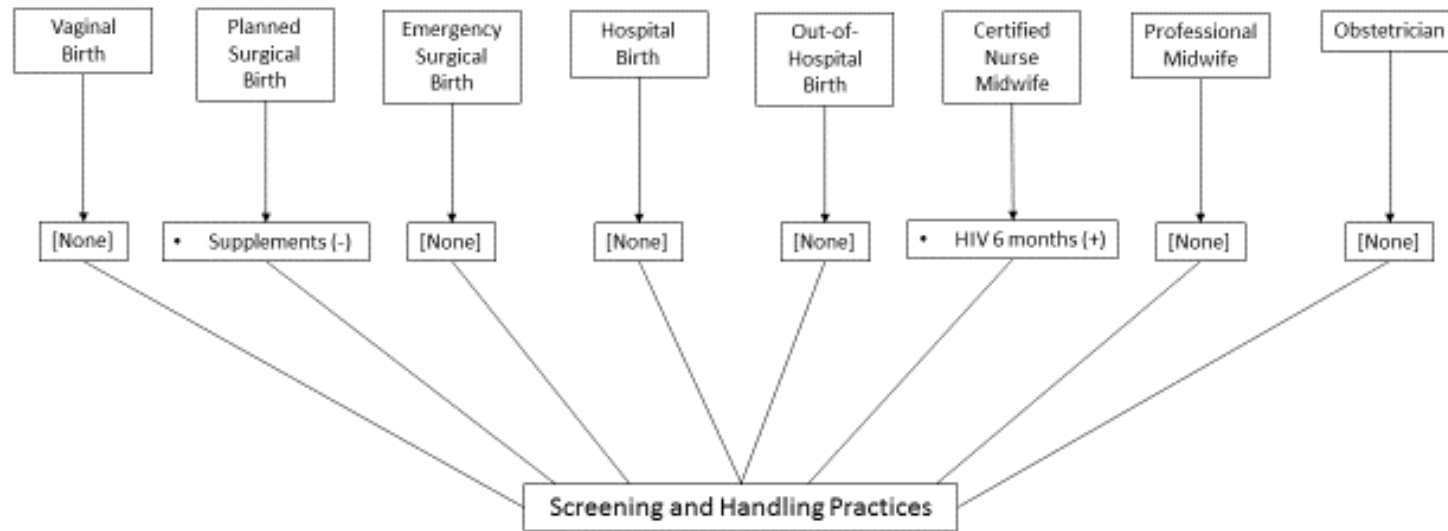 Vaginal
Birth
Planned
Surgical
Birth
Emergency
Surgical
Birth
Hospital
Birth
Out-of-
Hospital
Birth
Certified
Nurse
Midwife
Professional
Midwife
Obstetrician
[None]
• Supplements (-)
[None]
[None]
[None]
• HIV 6 months (+)
[None]
[None]
Screening and Handling Practices